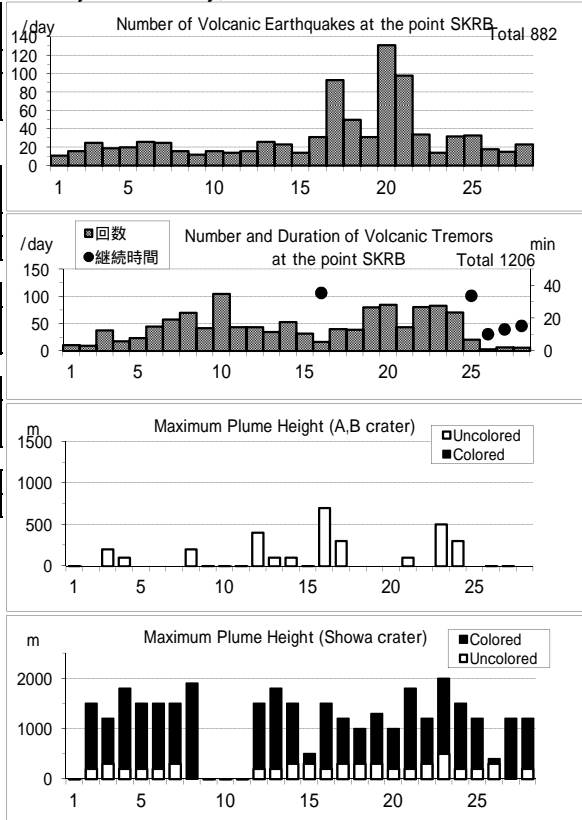 Number of Volcanic Earthquakes at the point SKRB
/day
Total 882
140
120
100
80
60
40
20
0
1 5 10 15 20 25
回数
継続時間
/day
Number and Duration of Volcanic Tremors
at the point SKRB
Total 1206
min
150
100
50
0
40
20
0
1 5 10 15 20 25
m
Maximum Plume Height (A,B crater)
Uncolored
Colored
1500
1000
500
0
1 5 10 15 20 25
m
Maximum Plume Height (Showa crater)
Colored
Uncolored
2000
1000
0
1 5 10 15 20 25